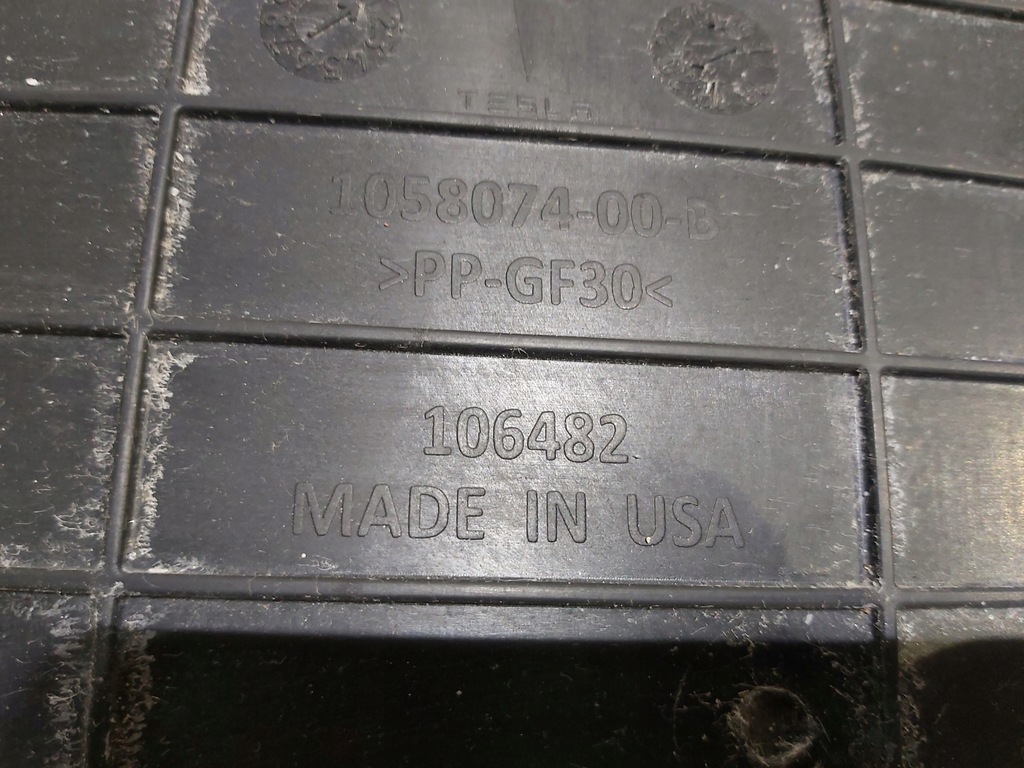 TESLA
1058074-00-B
>PP-GF30<
106482
MADE IN USA